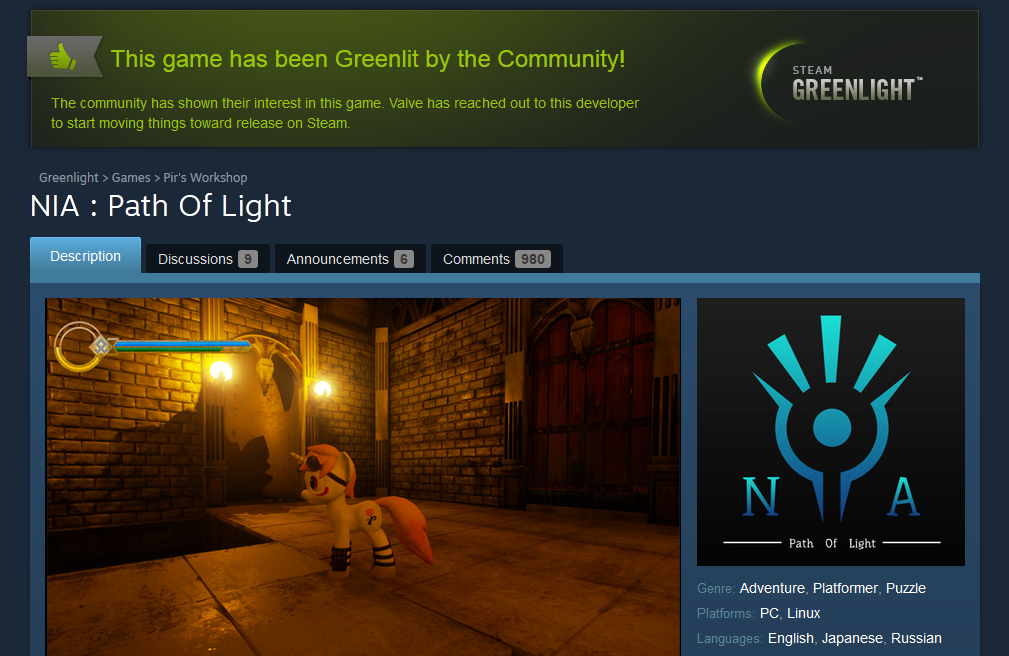 This game has been Greenlit by the Community!
The community has shown their interest in this game. Valve has reached out to this developer
to start moving things toward release on Steam.
STEAM
GREENLIGHT™
Greenlight > Games > Pir's Workshop
NIA : Path Of Light
Description
Discussions 9
Announcements 6
Comments 980
N A
Path Of Light
Genre: Adventure, Platformer, Puzzle
Platforms: PC, Linux
Languages: English, Japanese, Russian